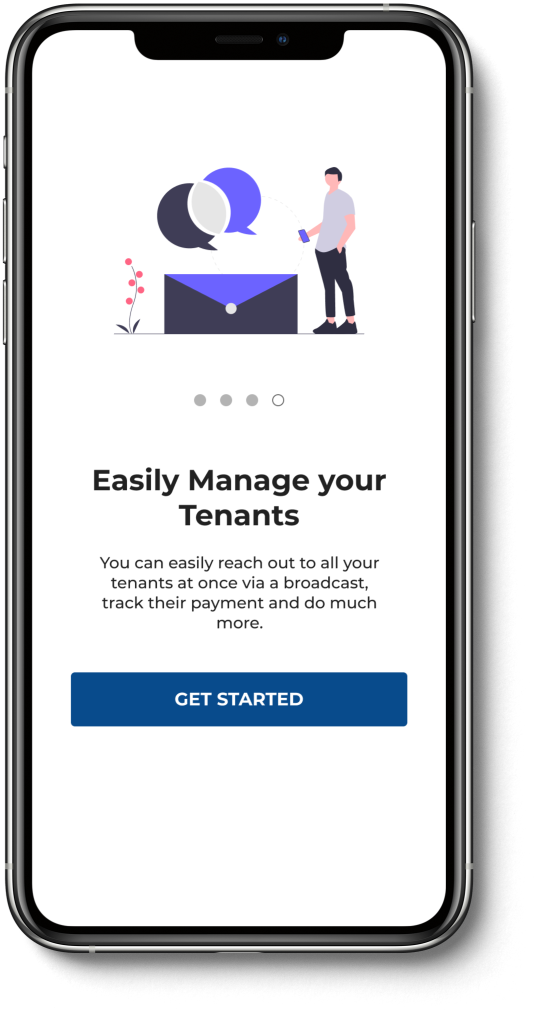 Easily Manage your
Tenants
You can easily reach out to all your
tenants at once via a broadcast,
track their payment and do much
more.
GET STARTED